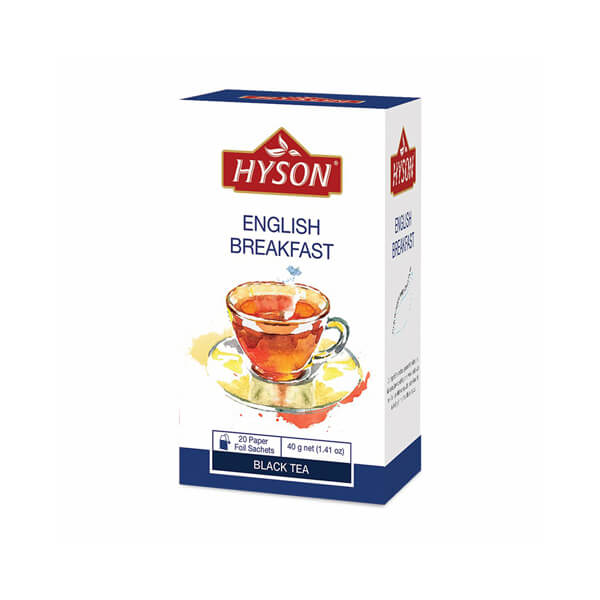 HYSON®
ENGLISH
BREAKFAST
20 Paper
Foil Sachets
40 g net (1.41 oz)
BLACK TEA
HYSON
ENGLISH
BREAKFAST